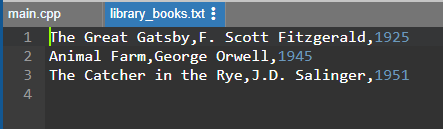 main.cpp library_books.txt
1 The Great Gatsby,F. Scott Fitzgerald,1925
2 Animal Farm,George Orwell,1945
3 The Catcher in the Rye,J.D. Salinger,1951
4